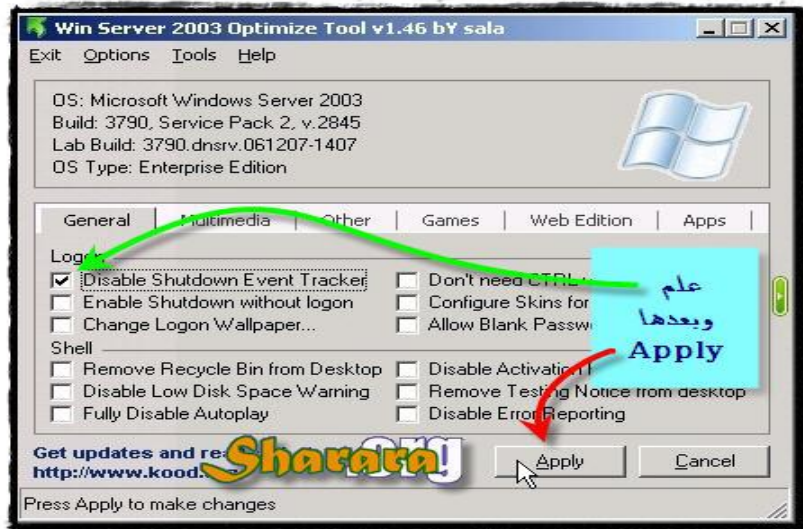 Win Server 2003 Optimize Tool v1.46 bY sala
Exit Options Tools Help
OS: Microsoft Windows Server 2003
Build: 3790, Service Pack 2, v.2845
Lab Build: 3790.dnsrv.061207-1407
OS Type: Enterprise Edition
General Multimedia Other Games Web Edition Apps
Logon
Disable Shutdown Event Tracker
Enable Shutdown without logon
Change Logon Wallpaper...
Don't need CTRL
Configure Skins for
Allow Blank
Shell
Remove Recycle Bin from Desktop
Disable Low Disk Space Warning
Fully Disable Autoplay
Disable Activation
Remove Testing Notice from desktop
Disable Error Reporting
علم
وبعدها
Apply
Get updates and
http://www.kood.
Sharara.org
Apply Cancel
Press Apply to make changes